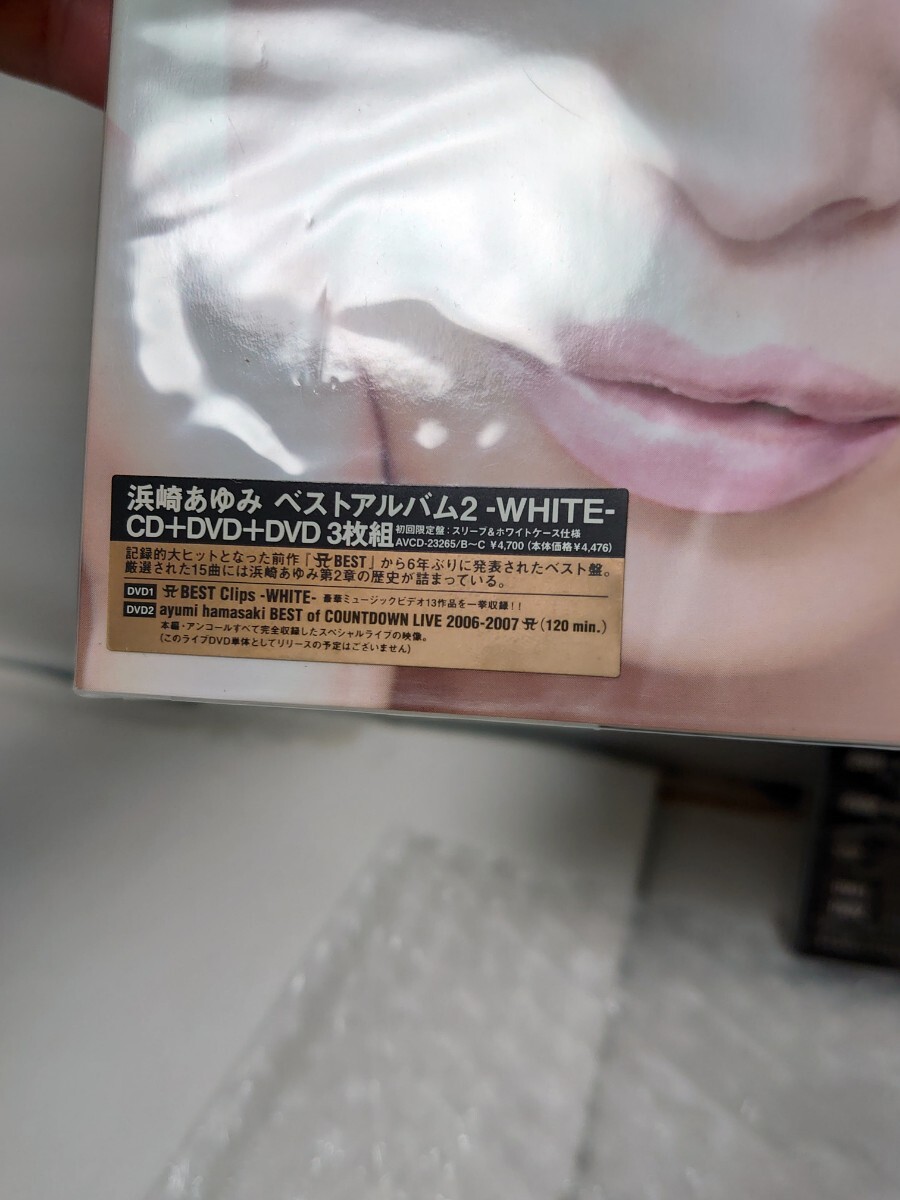 浜崎あゆみ ベストアルバム2 -WHITE-
CD+DVD+DVD 3枚組 初回限定盤:スリーブ&ホワイトケース仕様
AVCD-23265/B〜C ¥4,700 (本体価格¥4,476)
記録的大ヒットとなった前作「A BEST」から6年ぶりに発表されたベスト盤。
厳選された15曲には浜崎あゆみ第2章の歴史が詰まっている。
DVD1 A BEST Clips -WHITE- 豪華ミュージックビデオ13作品を一挙収録!!
DVD2 ayumi hamasaki BEST of COUNTDOWN LIVE 2006-2007 A (120 min.)
本編・アンコールすべて完全収録したスペシャルライブの映像。
(このライブDVD単体としてリリースの予定はございません)